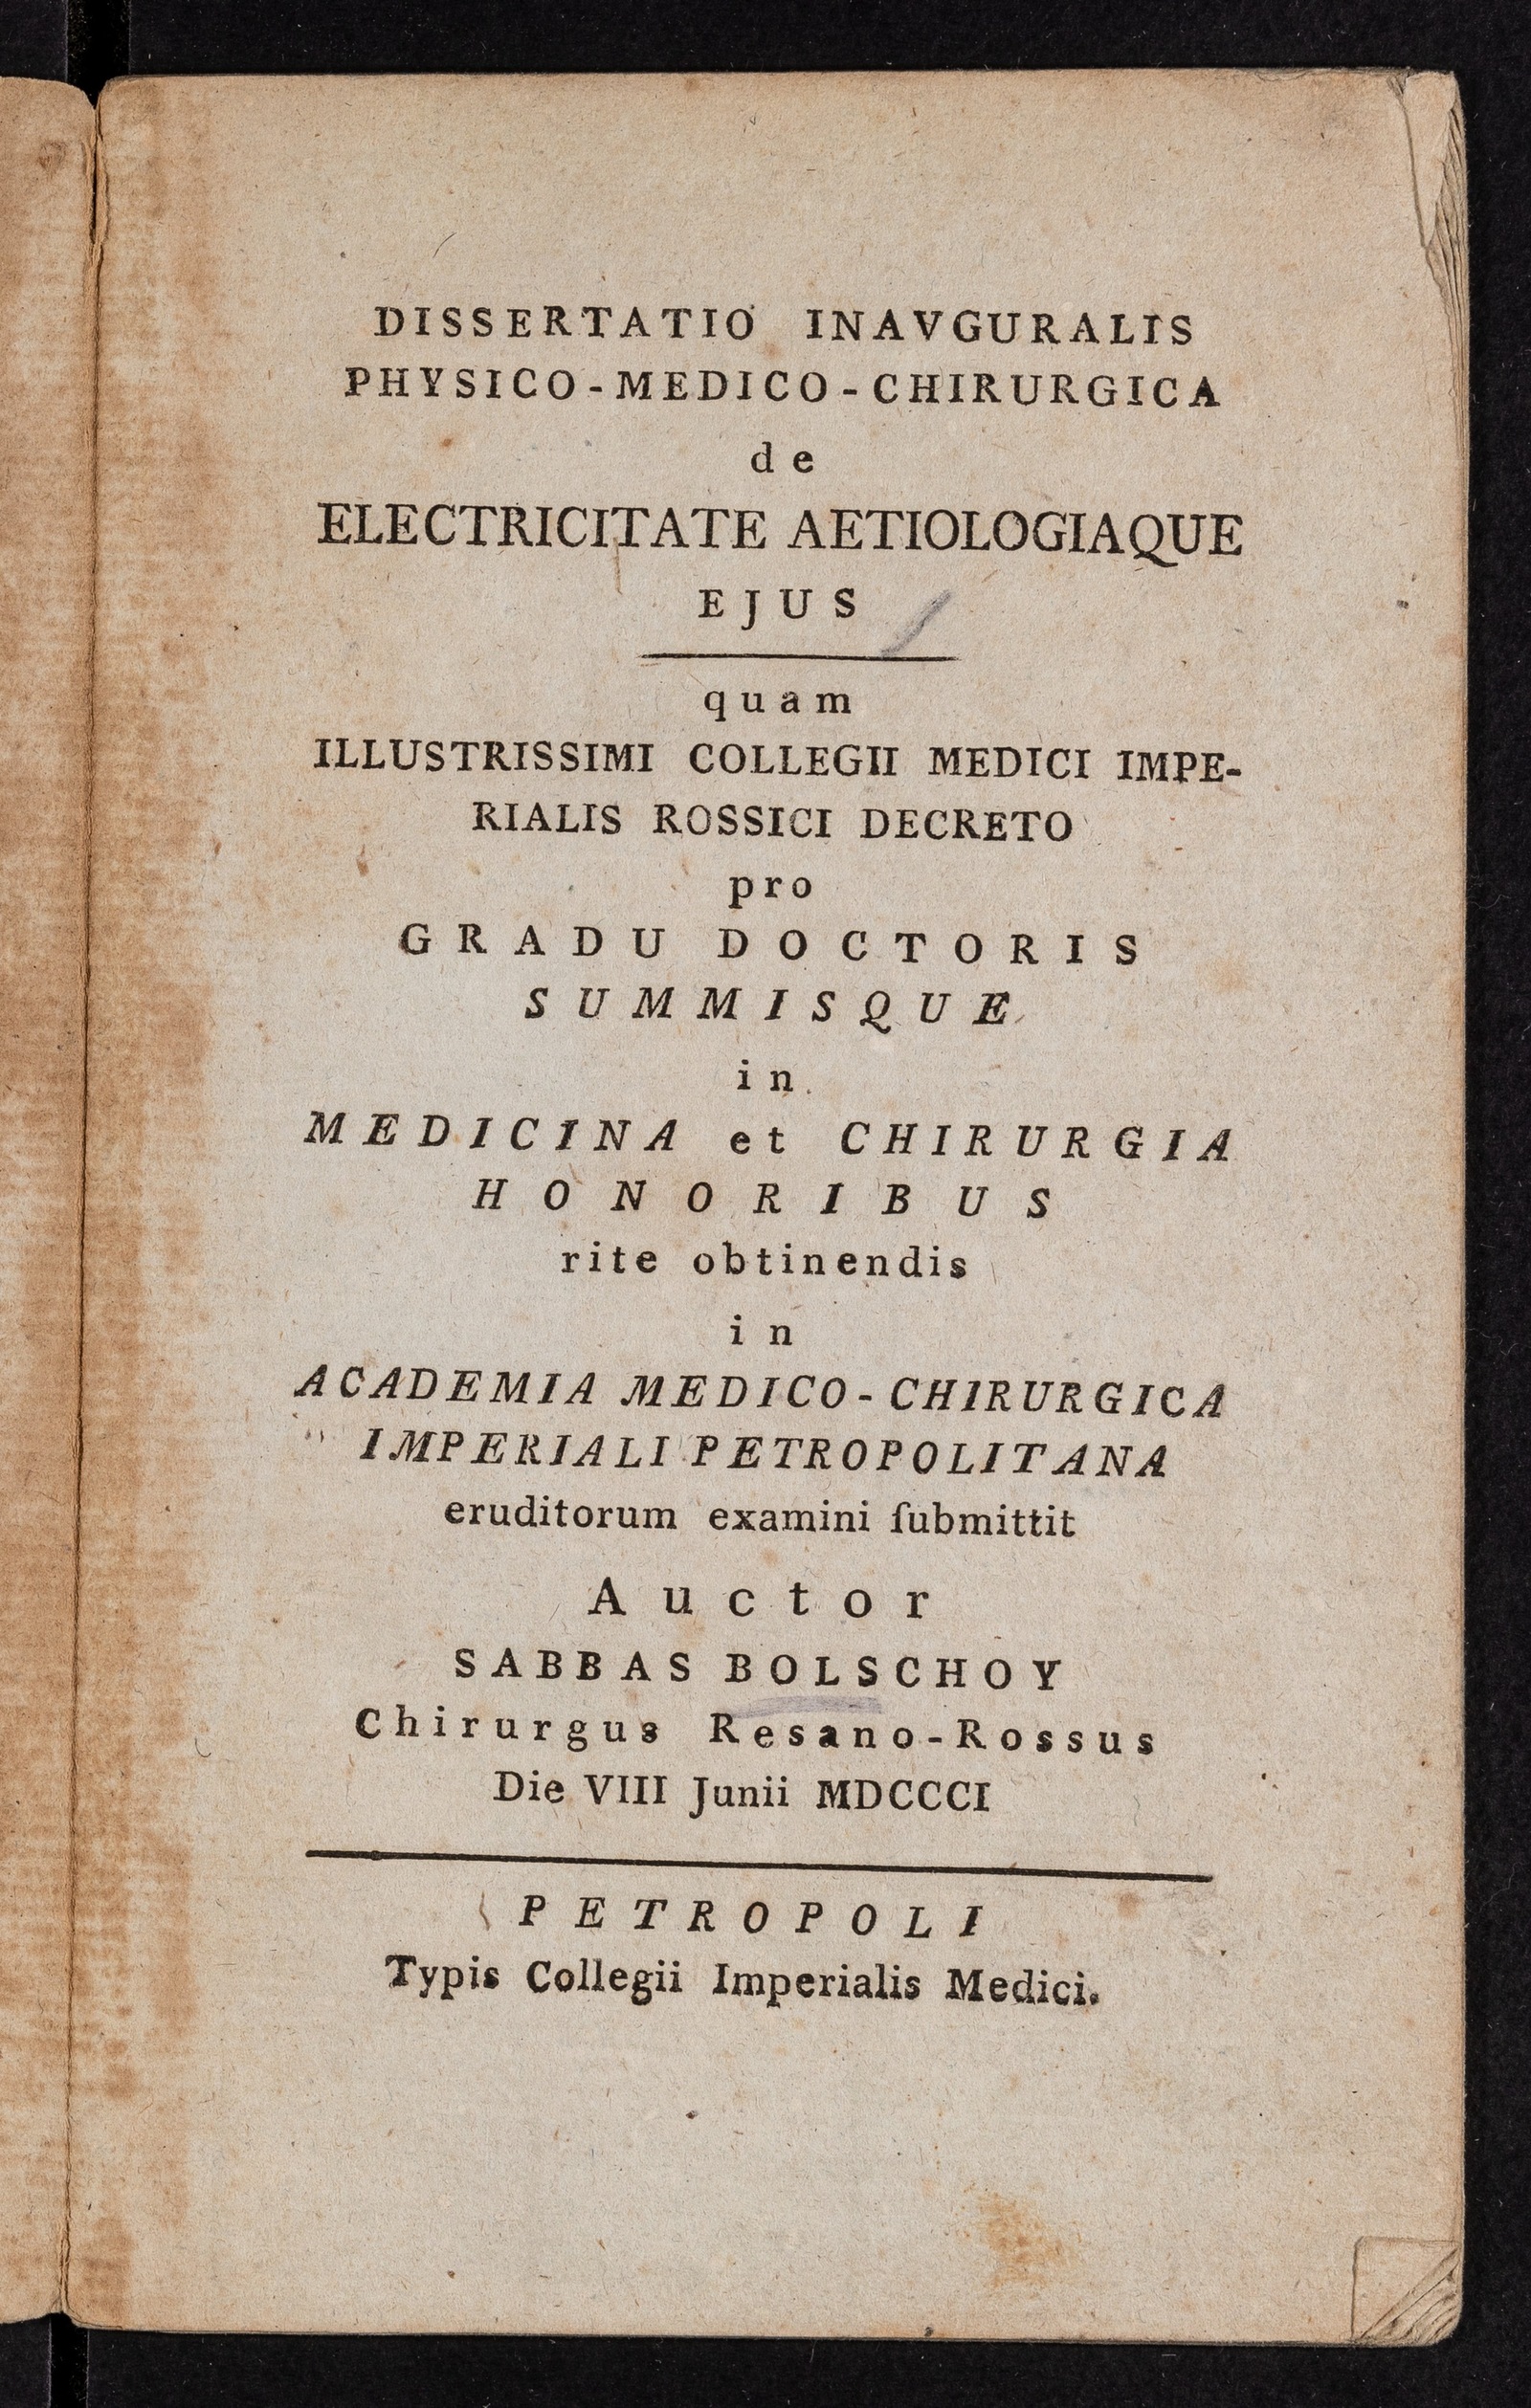 DISSERTATIO INAVGURALIS
PHYSICO-MEDICO-CHIRURGICA
de
ELECTRICITATE AETIOLOGIAQUE
EJUS
quam
ILLUSTRISSIMI COLLEGII MEDICI IMPE-
RIALIS ROSSICI DECRETO
pro
GRADU DOCTORIS
SUMMISQUE
in
MEDICINA et CHIRURGIA
HONORIBUS
rite obtinendis
in
ACADEMIA MEDICO-CHIRURGICA
IMPERIALI PETROPOLITANA
eruditorum examini ſubmittit
Auctor
SABBAS BOLSCHOY
Chirurgus Resano-Rossus
Die VIII Junii MDCCCI
PETROPOLI
Typis Collegii Imperialis Medici.